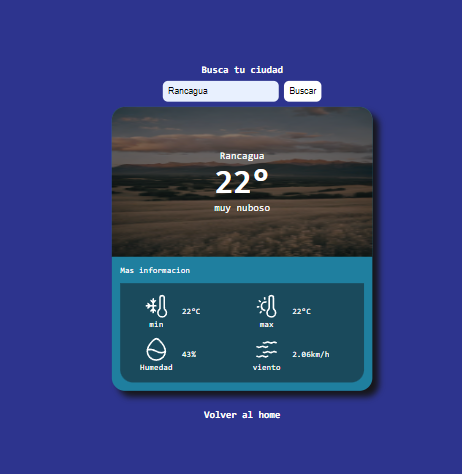 Busca tu ciudad
Rancagua Buscar
Rancagua
22°
muy nuboso
Mas informacion
22°C 22°C
min max
43% 2.06km/h
Humedad viento
Volver al home